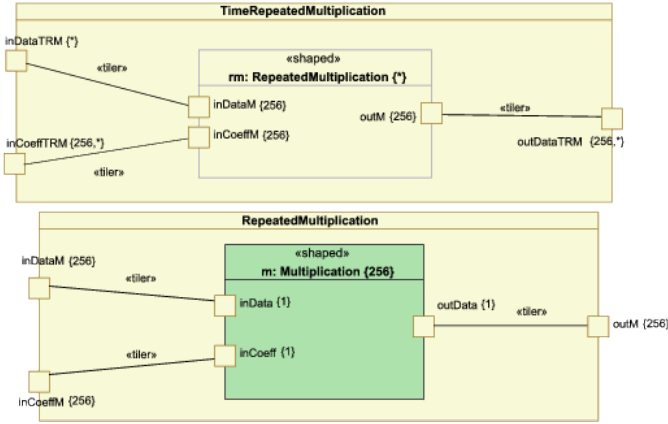 TimeRepeatedMultiplication
inDataTRM {*}
«tiler»
«shaped»
rm: RepeatedMultiplication {*}
inDataM {256}
outM {256}
«tiler»
inCoeffTRM {256,*}
inCoeffM {256}
outDataTRM {256,*}
«tiler»
RepeatedMultiplication
inDataM {256}
«tiler»
«shaped»
m: Multiplication {256}
inData {1}
outData {1}
«tiler»
outM {256}
«tiler»
inCoeff {1}
inCoeffM {256}